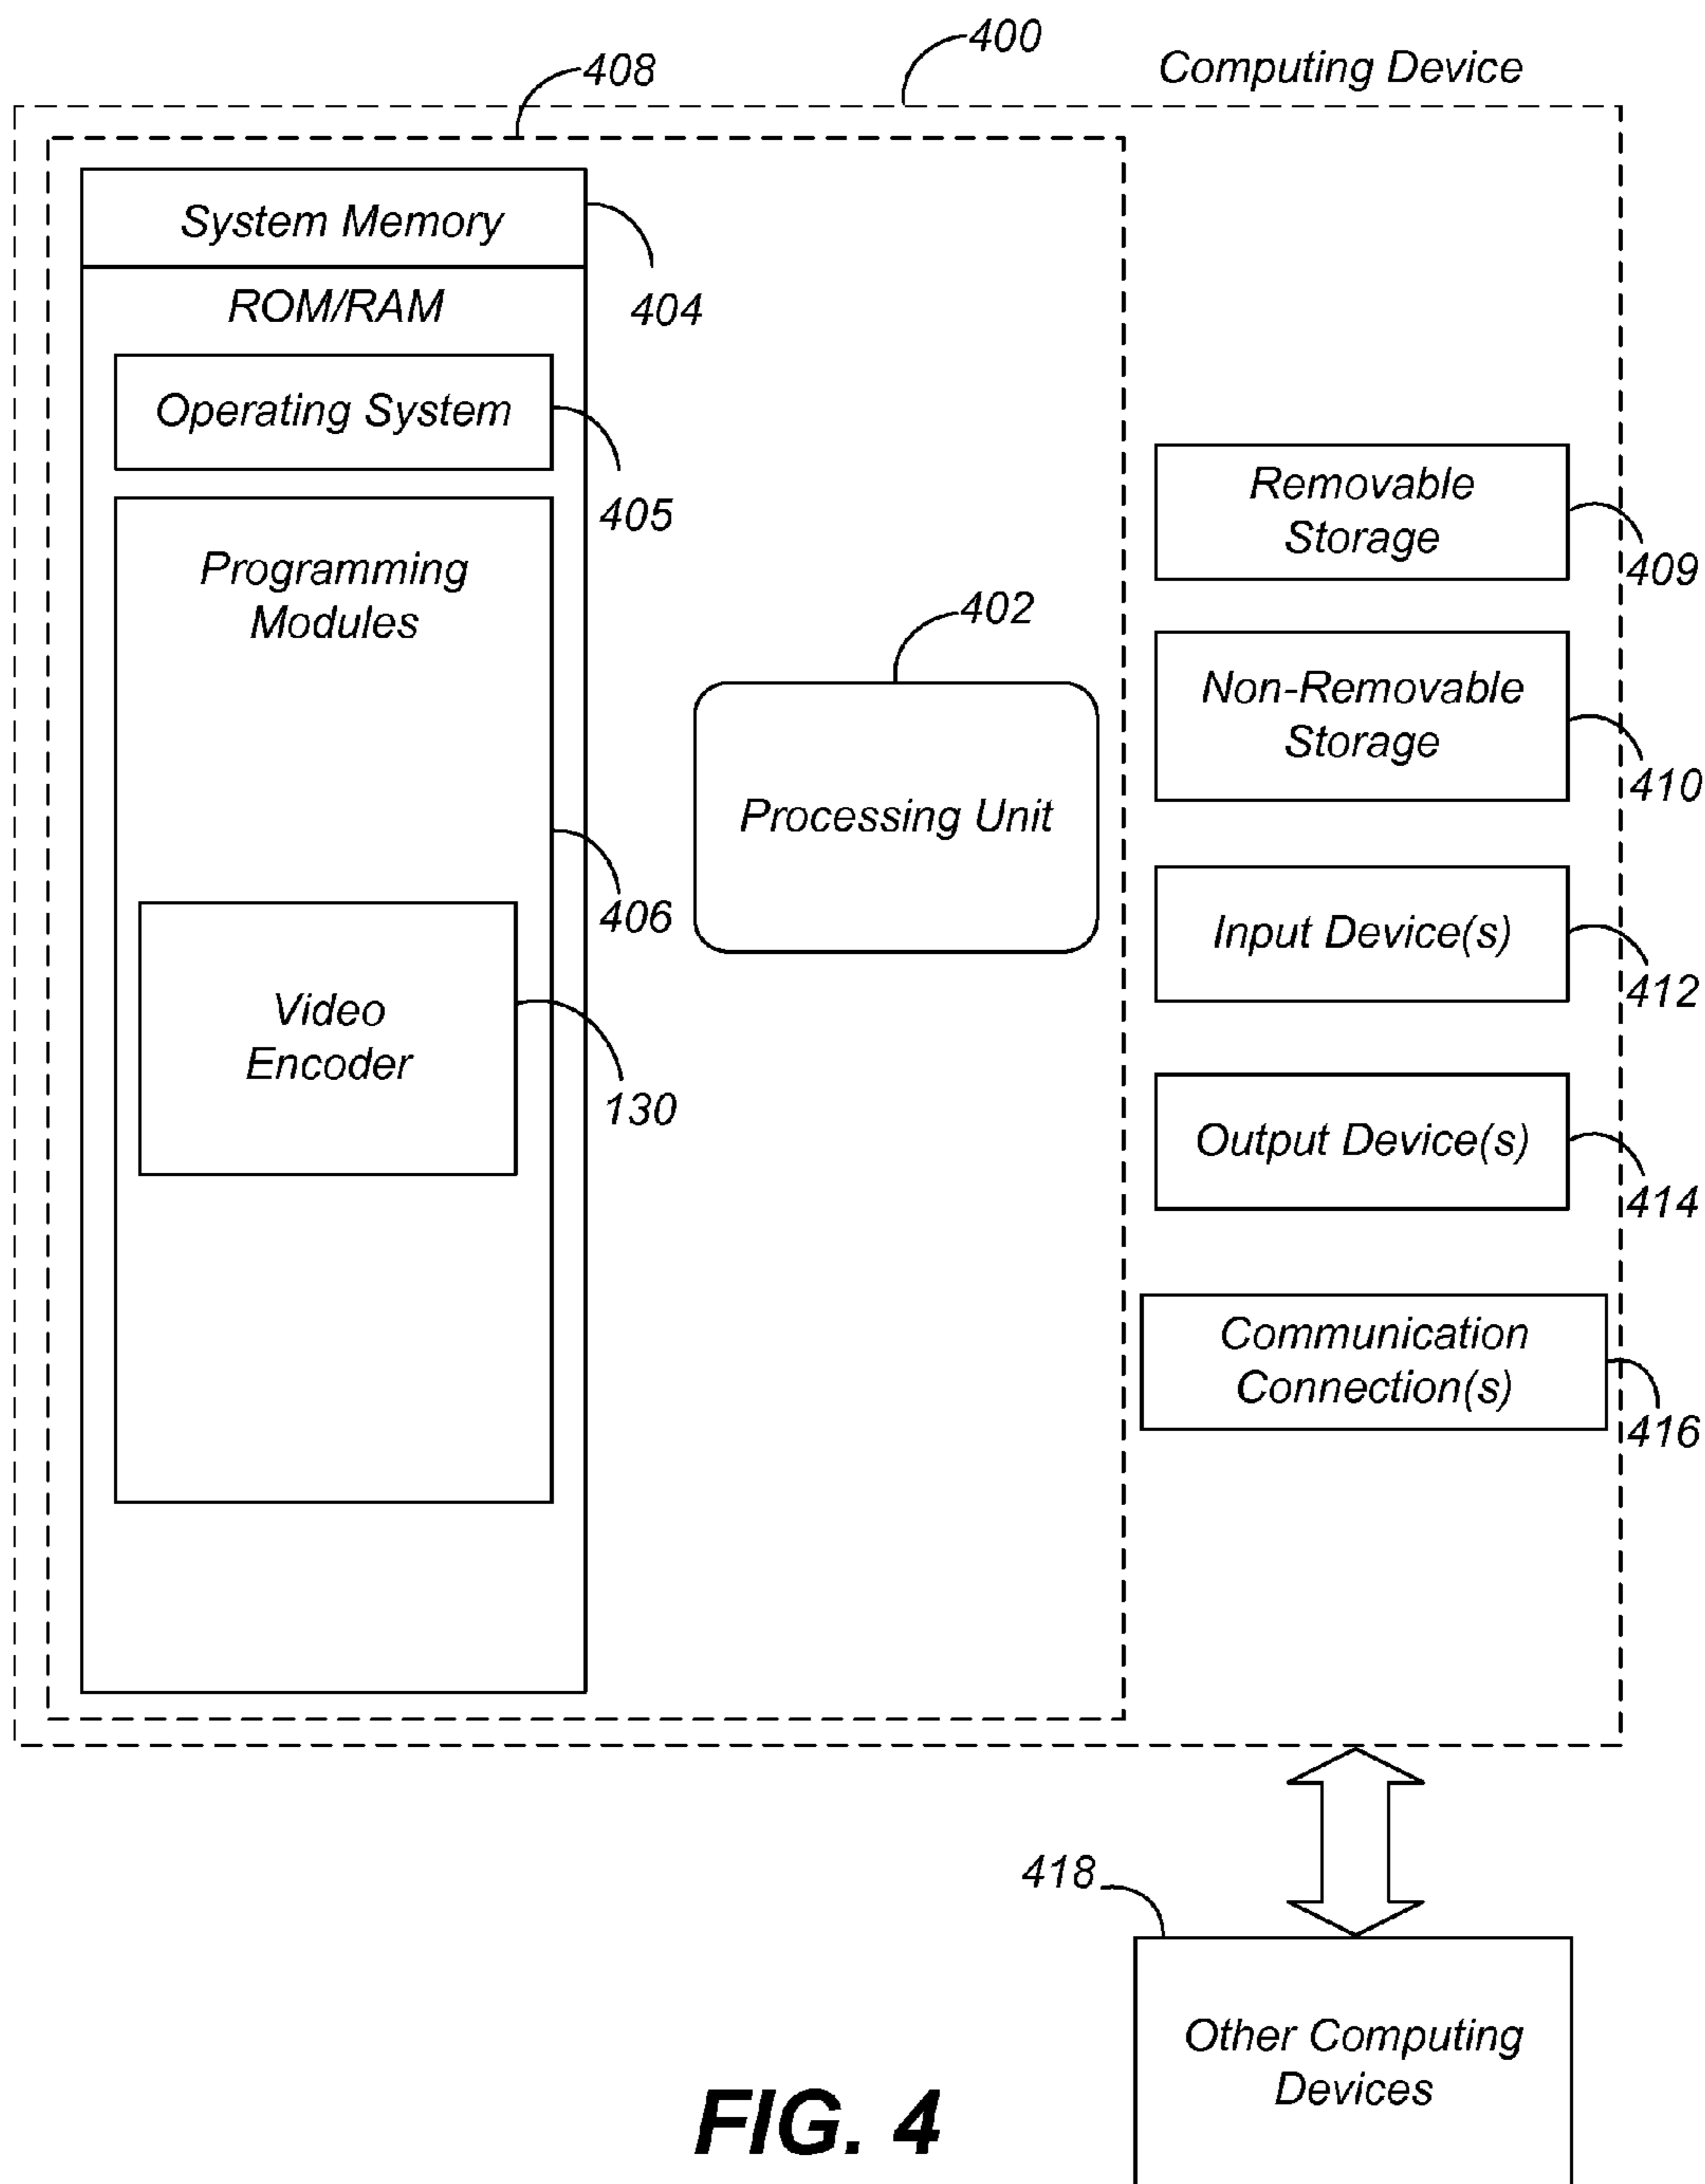 400
Computing Device
408
System Memory
404
ROM/RAM
Operating System
405
Programming
Modules
406
Video
Encoder
130
402
Processing Unit
Removable
Storage
409
Non-Removable
Storage
410
Input Device(s)
412
Output Device(s)
414
Communication
Connection(s)
416
418
Other Computing
Devices
FIG. 4